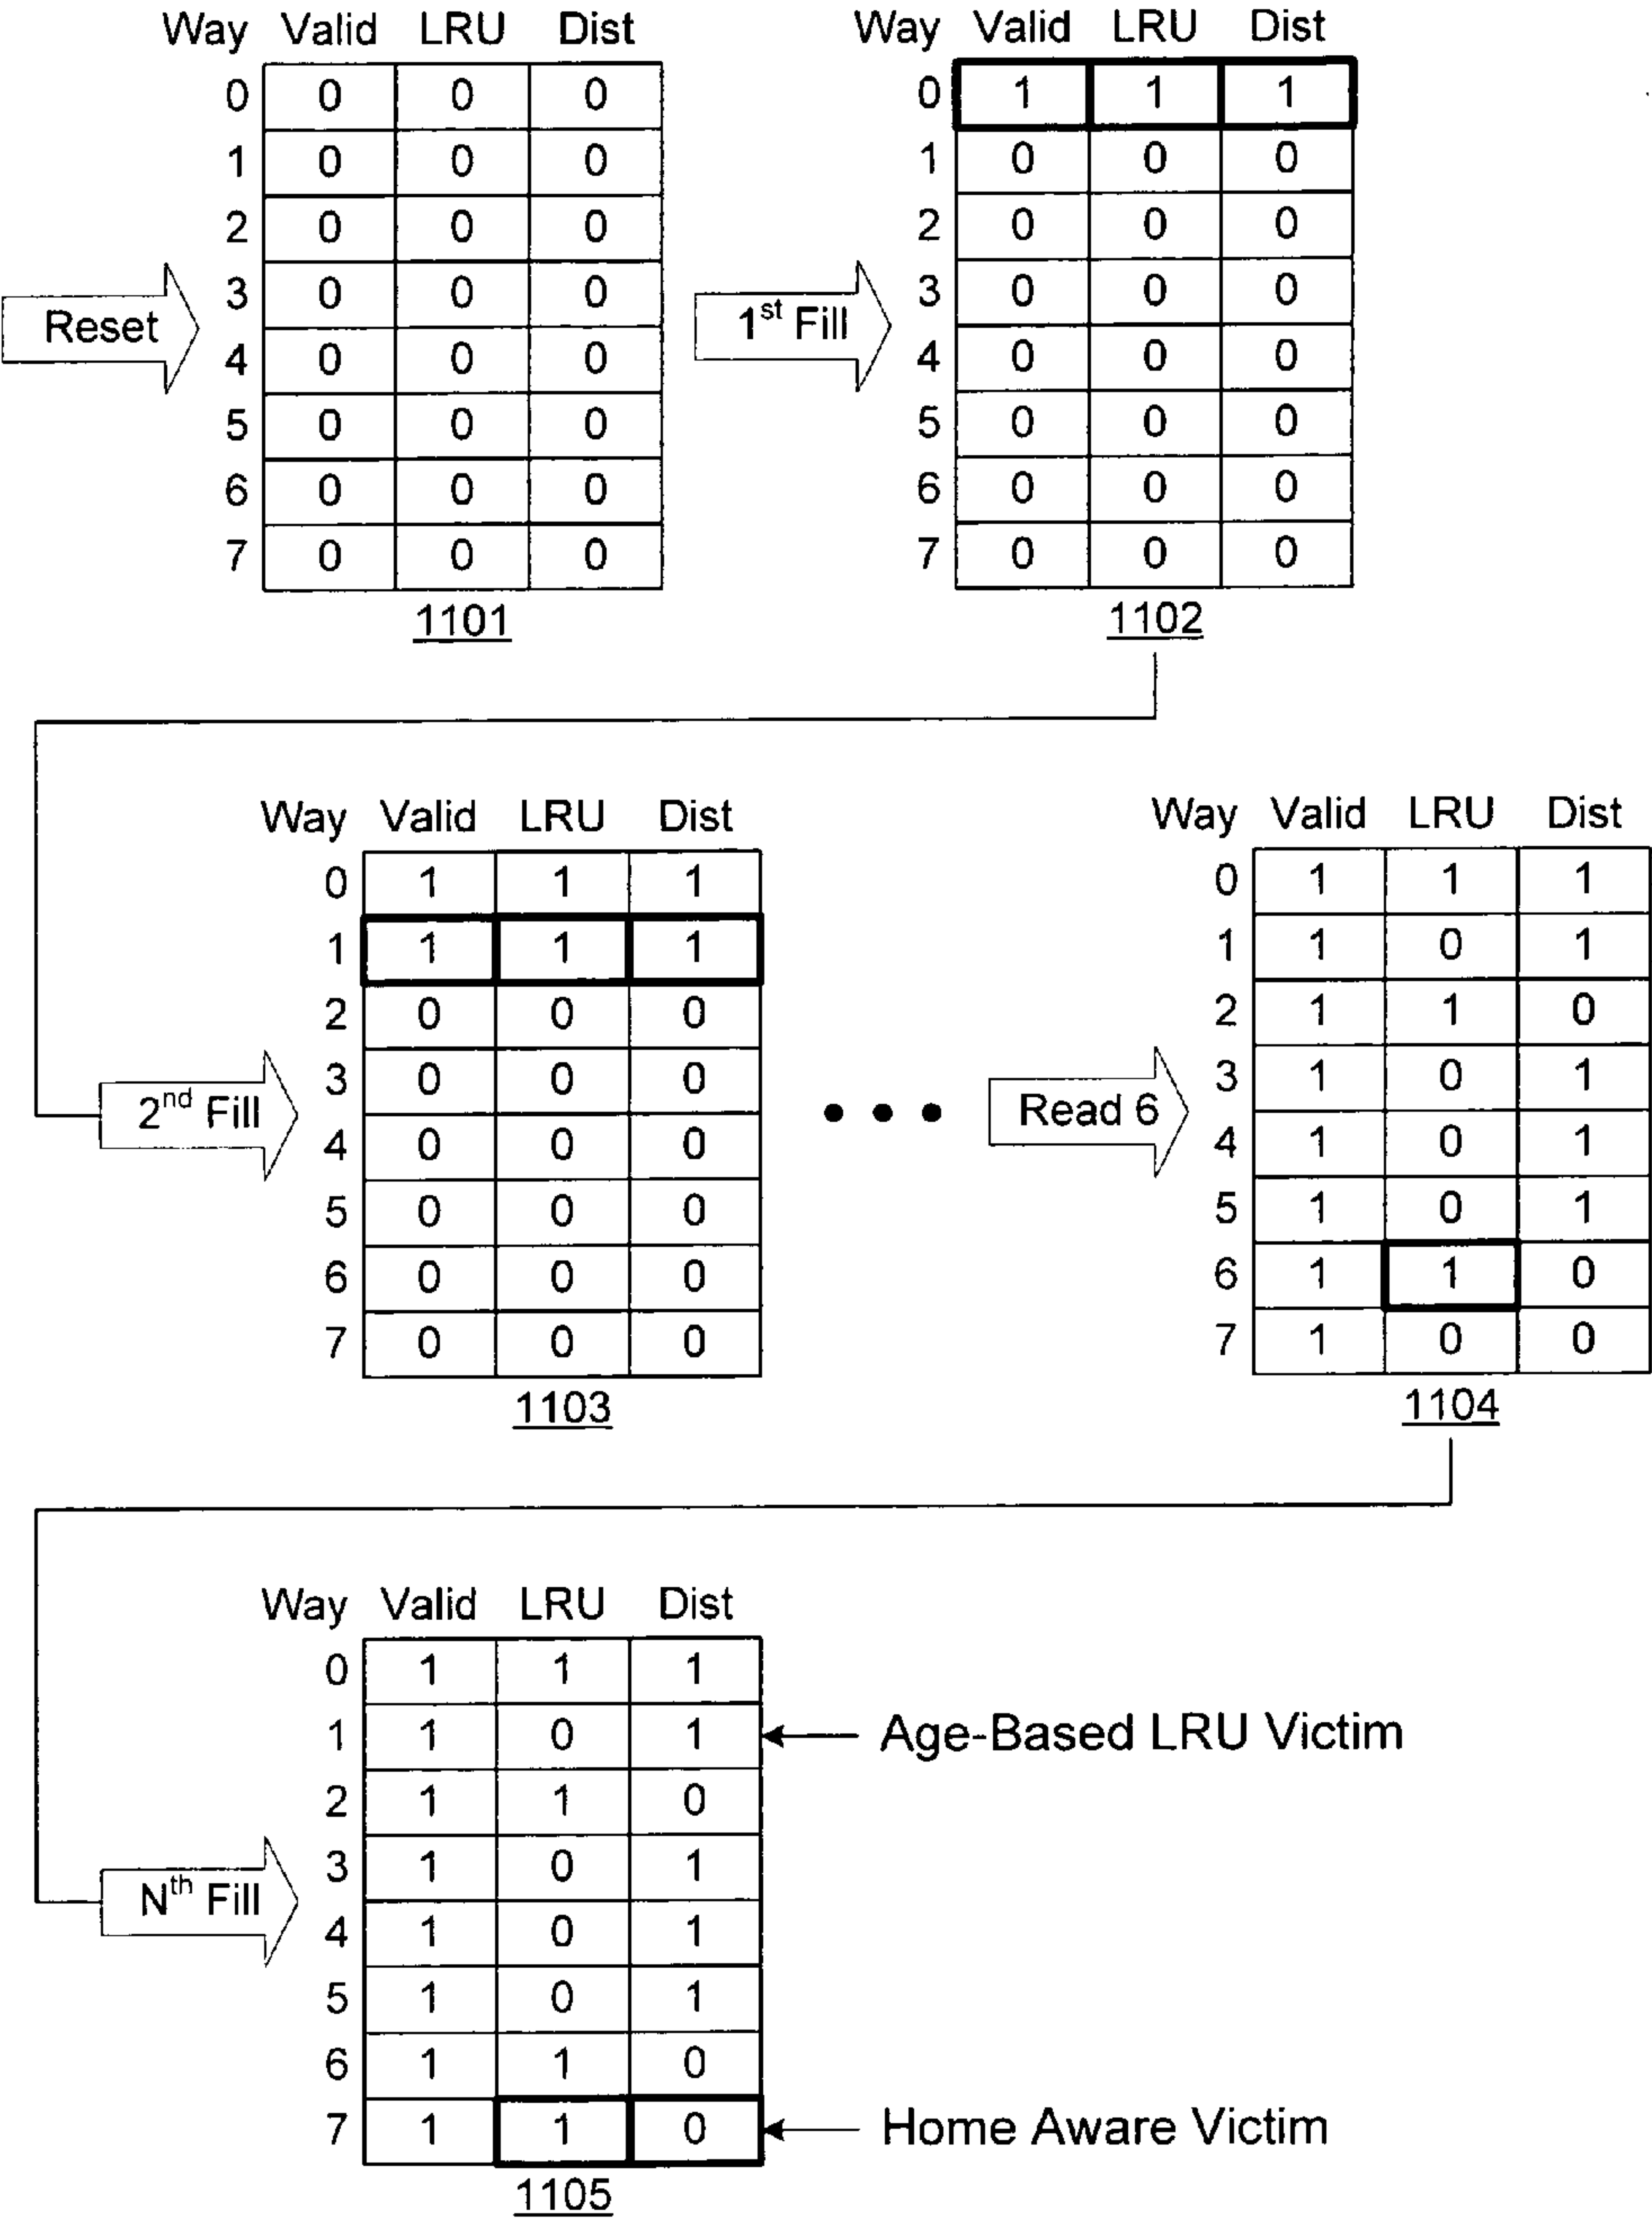 Way Valid LRU Dist
0 0 0 0
1 0 0 0
2 0 0 0
3 0 0 0
4 0 0 0
5 0 0 0
6 0 0 0
7 0 0 0
Reset
1101
Way Valid LRU Dist
0 1 1 1
1 0 0 0
2 0 0 0
3 0 0 0
4 0 0 0
5 0 0 0
6 0 0 0
7 0 0 0
1st Fill
1102
Way Valid LRU Dist
0 1 1 1
1 1 1 1
2 0 0 0
3 0 0 0
4 0 0 0
5 0 0 0
6 0 0 0
7 0 0 0
2nd Fill
1103
Way Valid LRU Dist
0 1 1 1
1 1 0 1
2 1 1 0
3 1 0 1
4 1 0 1
5 1 0 1
6 1 1 0
7 1 0 0
Read 6
1104
Way Valid LRU Dist
0 1 1 1
1 1 0 1 Age-Based LRU Victim
2 1 1 0
3 1 0 1
4 1 0 1
5 1 0 1
6 1 1 0
7 1 1 0 Home Aware Victim
Nth Fill
1105